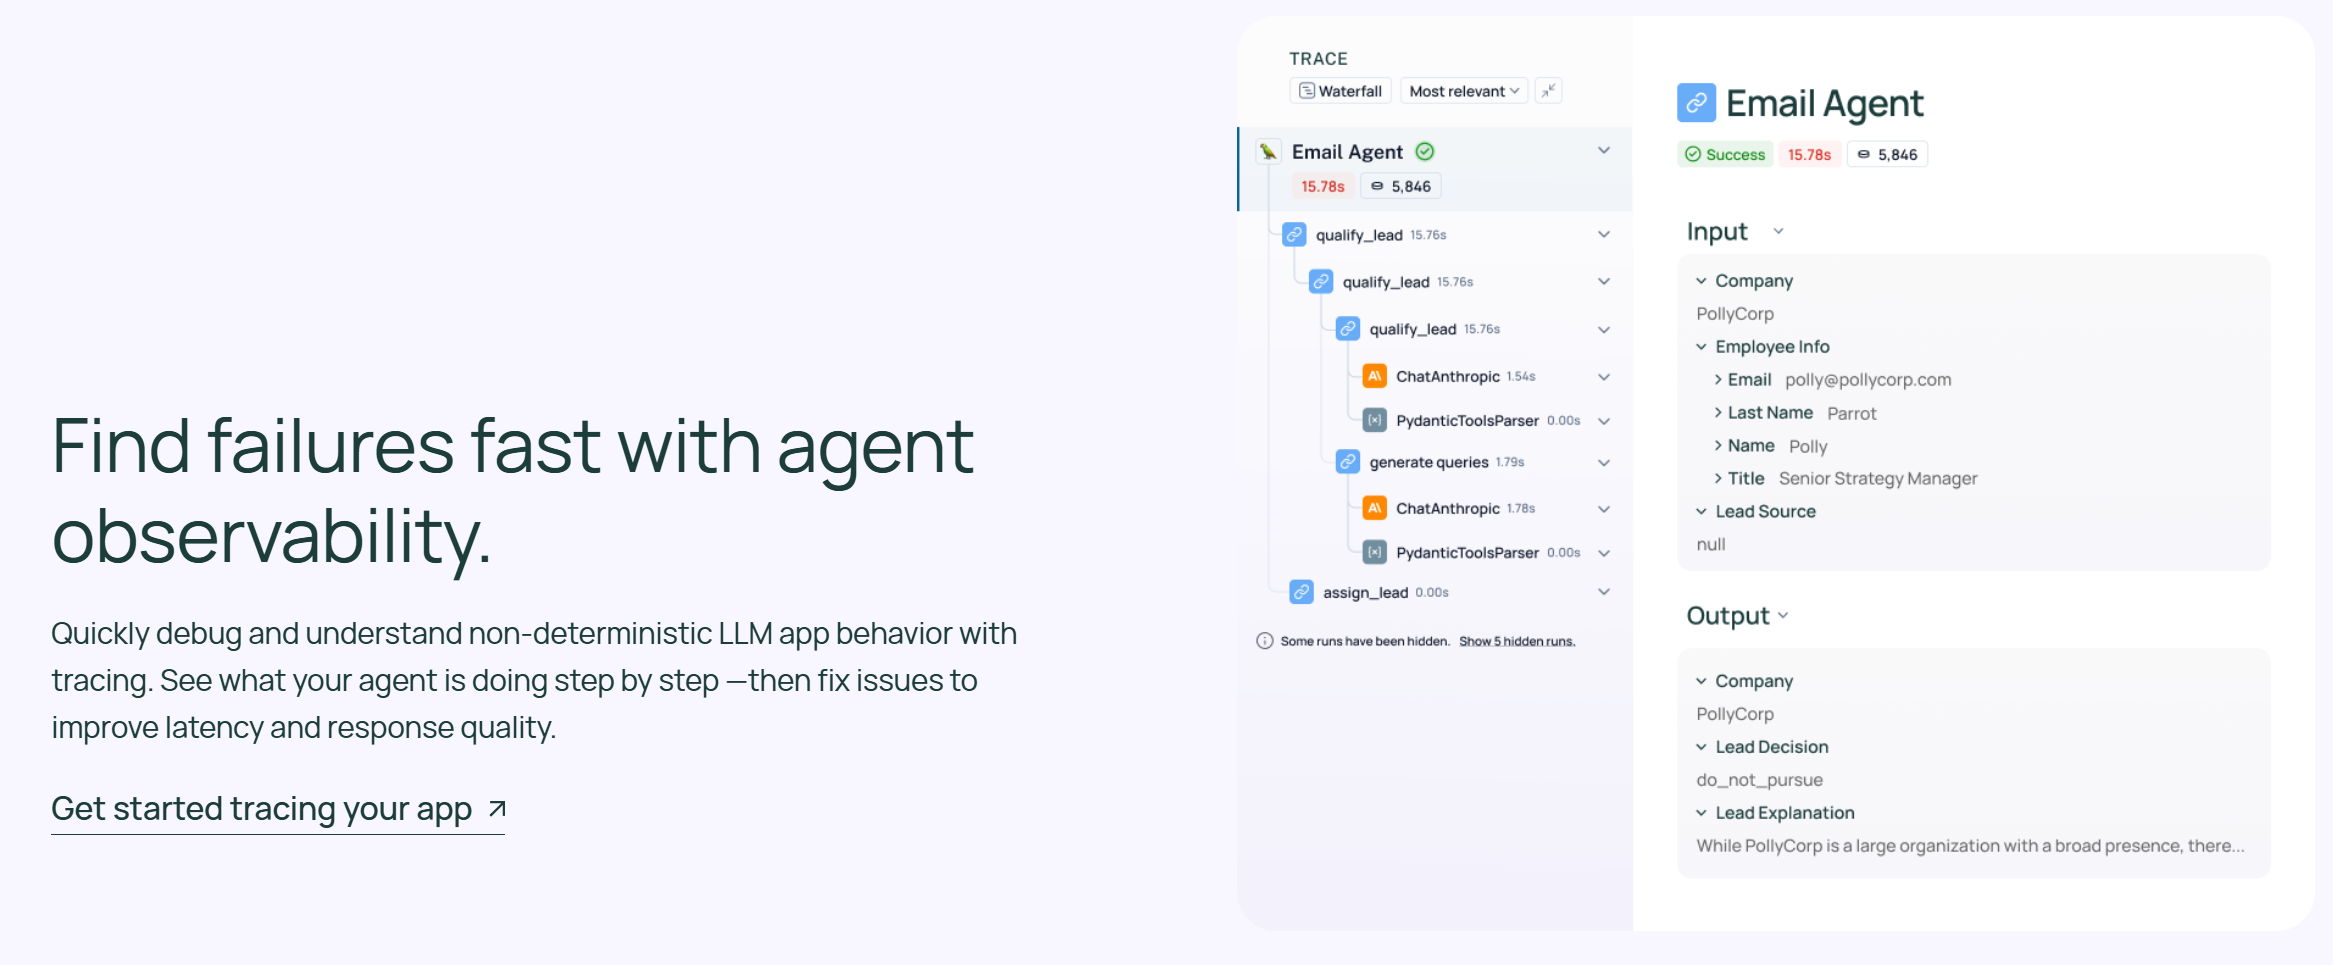 Find failures fast with agent
observability.
Quickly debug and understand non-deterministic LLM app behavior with
tracing. See what your agent is doing step by step —then fix issues to
improve latency and response quality.
Get started tracing your app
TRACE
Waterfall Most relevant
Email Agent
15.78s 5,846
qualify_lead 15.76s
qualify_lead 15.76s
qualify_lead 15.76s
ChatAnthropic 1.54s
PydanticToolsParser 0.00s
generate queries 1.79s
ChatAnthropic 1.78s
PydanticToolsParser 0.00s
assign_lead 0.00s
Some runs have been hidden. Show 5 hidden runs.
Email Agent
Success 15.78s 5,846
Input
Company
PollyCorp
Employee Info
Email polly@pollycorp.com
Last Name Parrot
Name Polly
Title Senior Strategy Manager
Lead Source
null
Output
Company
PollyCorp
Lead Decision
do_not_pursue
Lead Explanation
While PollyCorp is a large organization with a broad presence, there...